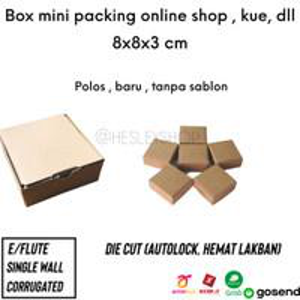 Box mini packing online shop , kue, dll
8x8x3 cm
Polos , baru , tanpa sablon
@HESLEYSHOP
E/FLUTE
SINGLE WALL
CORRUGATED
DIE CUT (AUTOLOCK, HEMAT LAKBAN)
Grab
gosend